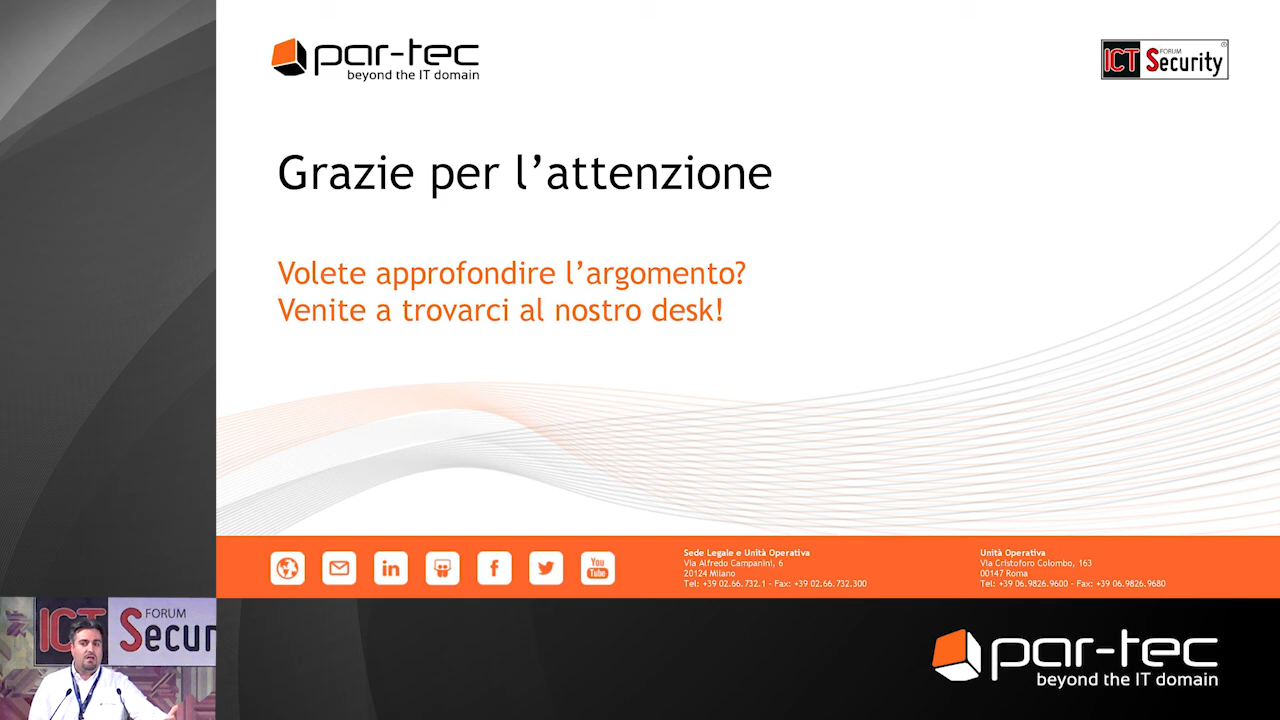 par-tec
beyond the IT domain
ICT FORUM Security
Grazie per l’attenzione
Volete approfondire l’argomento?
Venite a trovarci al nostro desk!
in
f
You
Tube
Sede Legale e Unità Operativa
Via Alfredo Campanini, 6
20124 Milano
Tel: +39 02.66.732.1 - Fax: +39 02.66.732.300
Unità Operativa
Via Cristoforo Colombo, 163
00147 Roma
Tel: +39 06.9826.9600 - Fax: +39 06.9826.9680
ICT FORUM Secur
par-tec
beyond the IT domain